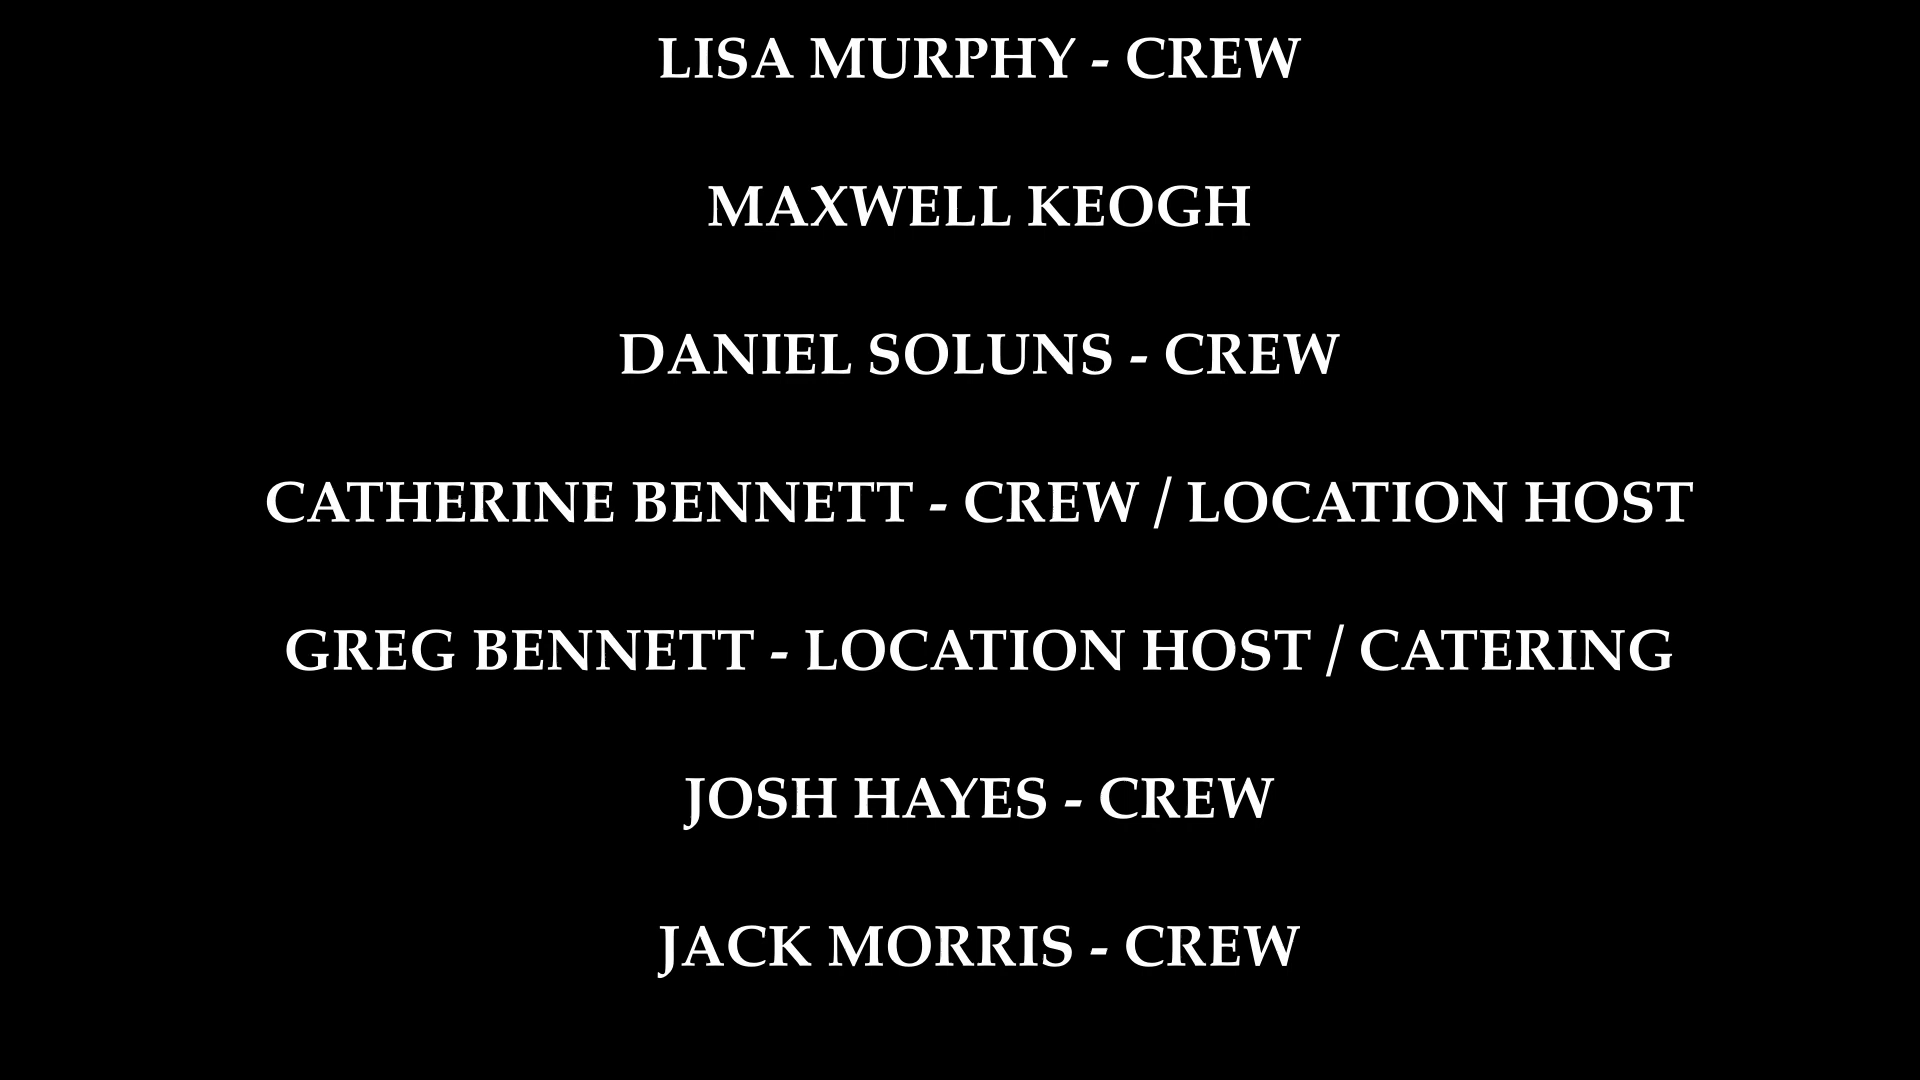 LISA MURPHY - CREW
MAXWELL KEOGH
DANIEL SOLUNS - CREW
CATHERINE BENNETT - CREW / LOCATION HOST
GREG BENNETT - LOCATION HOST / CATERING
JOSH HAYES - CREW
JACK MORRIS - CREW